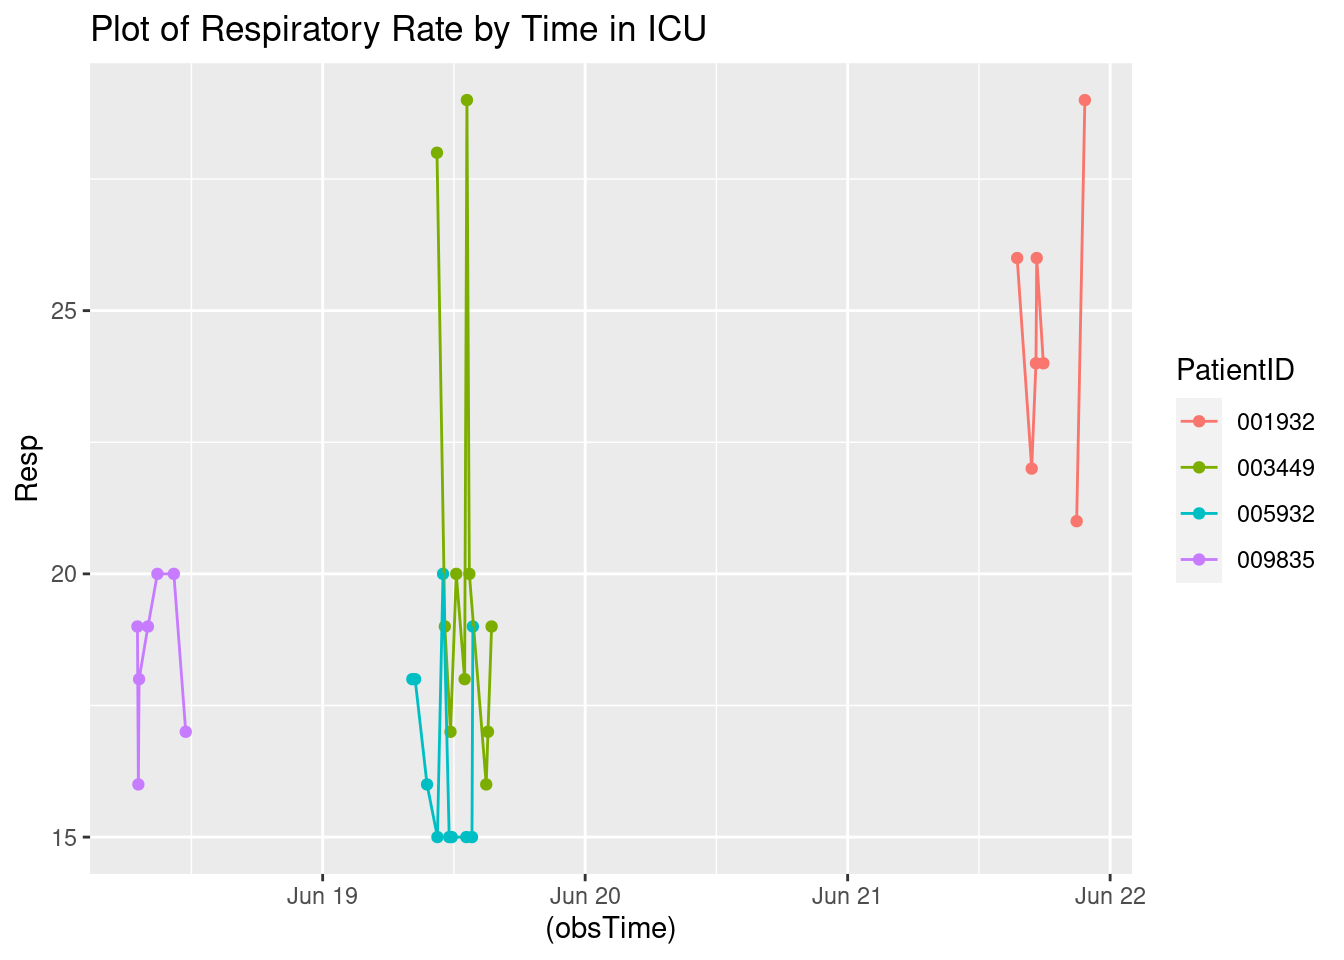 Plot of Respiratory Rate by Time in ICU
Resp
25
20
15
Jun 19
Jun 20
Jun 21
Jun 22
(obsTime)
PatientID
001932
003449
005932
009835